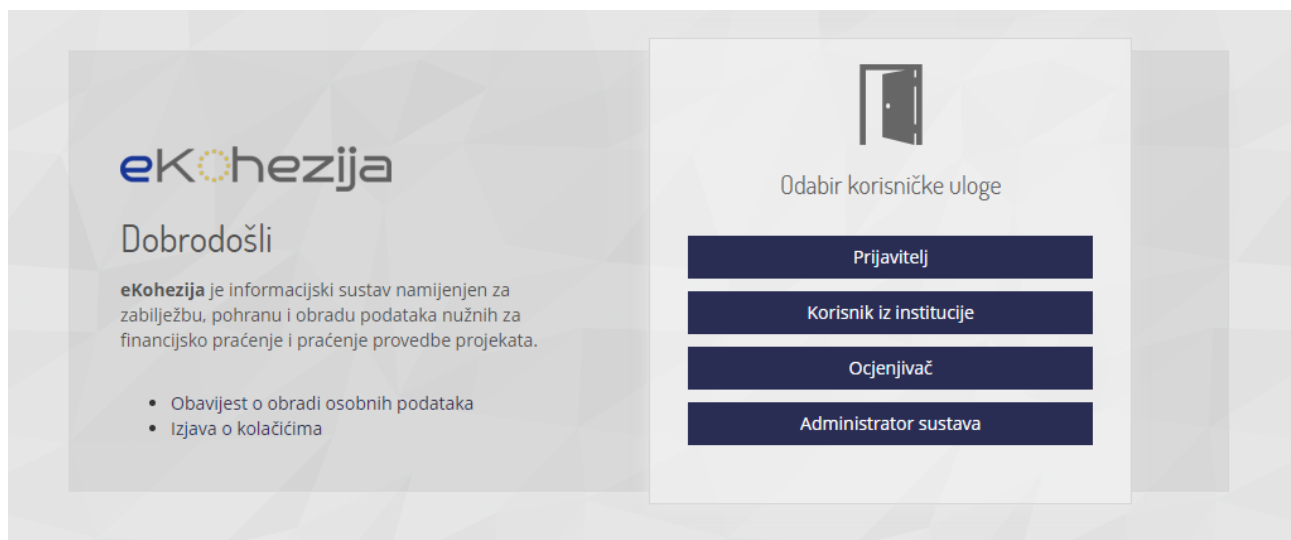 eKohezija
Dobrodošli
eKohezija je informacijski sustav namijenjen za
zabilježbu, pohranu i obradu podataka nužnih za
financijsko praćenje i praćenje provedbe projekata.
• Obavijest o obradi osobnih podataka
• Izjava o kolačićima
Odabir korisničke uloge
Prijavitelj
Korisnik iz institucije
Ocjenjivač
Administrator sustava